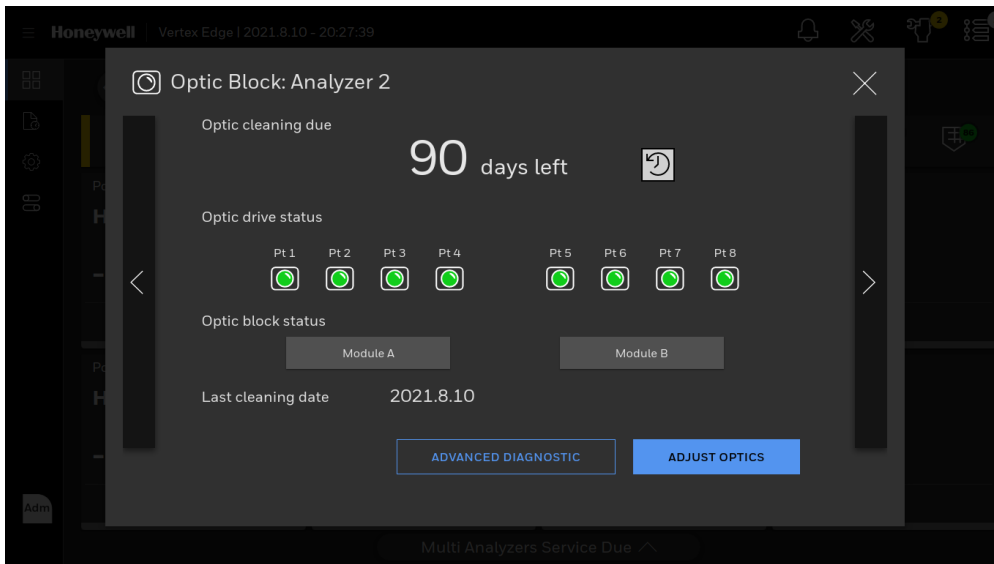 Honeywell | Vertex Edge | 2021.8.10 - 20:27:39
2
Optic Block: Analyzer 2
Optic cleaning due
90 days left
Optic drive status
Pt 1 Pt 2 Pt 3 Pt 4 Pt 5 Pt 6 Pt 7 Pt 8
Optic block status
Module A Module B
Last cleaning date 2021.8.10
ADVANCED DIAGNOSTIC ADJUST OPTICS
Adm
Multi Analyzers Service Due